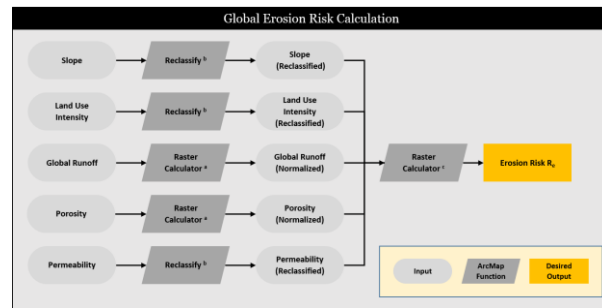 Global Erosion Risk Calculation
Slope
Reclassify b
Slope
(Reclassified)
Land Use
Intensity
Reclassify b
Land Use
Intensity
(Reclassified)
Global Runoff
Raster
Calculator a
Global Runoff
(Normalized)
Raster
Calculator c
Erosion Risk Re
Porosity
Raster
Calculator a
Porosity
(Normalized)
Permeability
Reclassify b
Permeability
(Reclassified)
Input
ArcMap
Function
Desired
Output